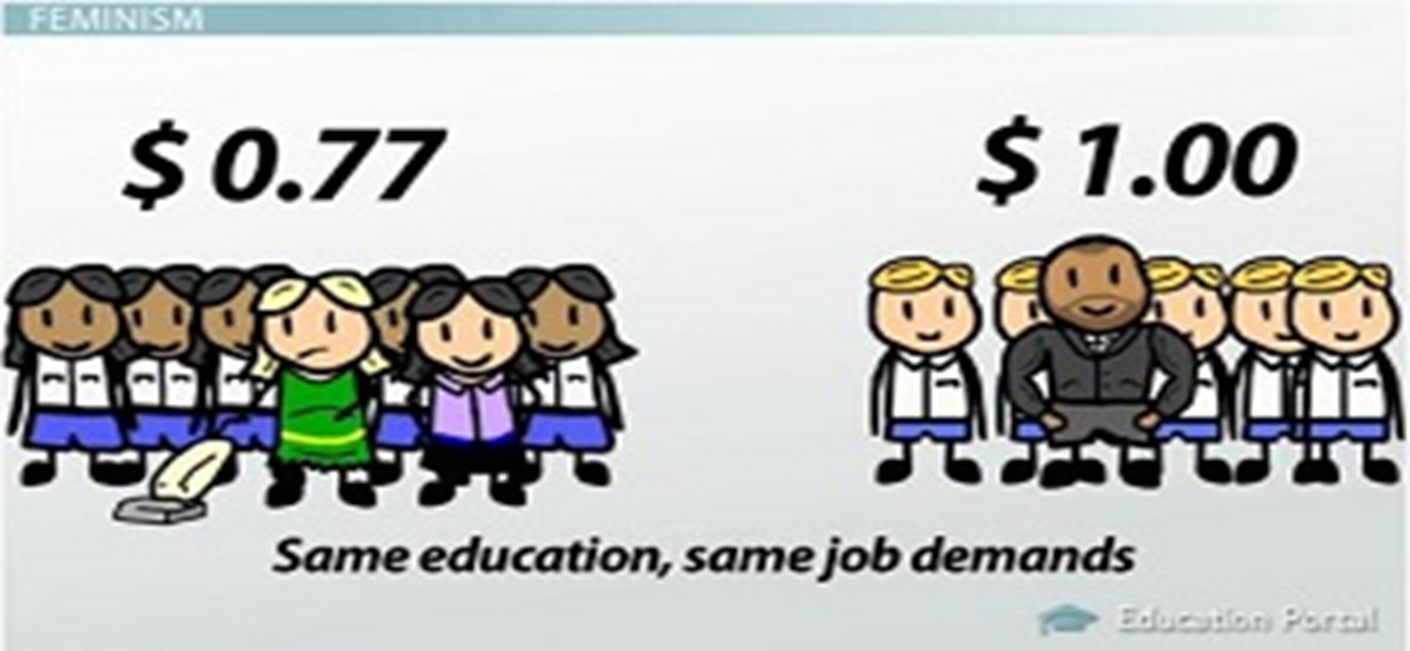 FEMINISM
$ 0.77
$ 1.00
Same education, same job demands
Education Portal